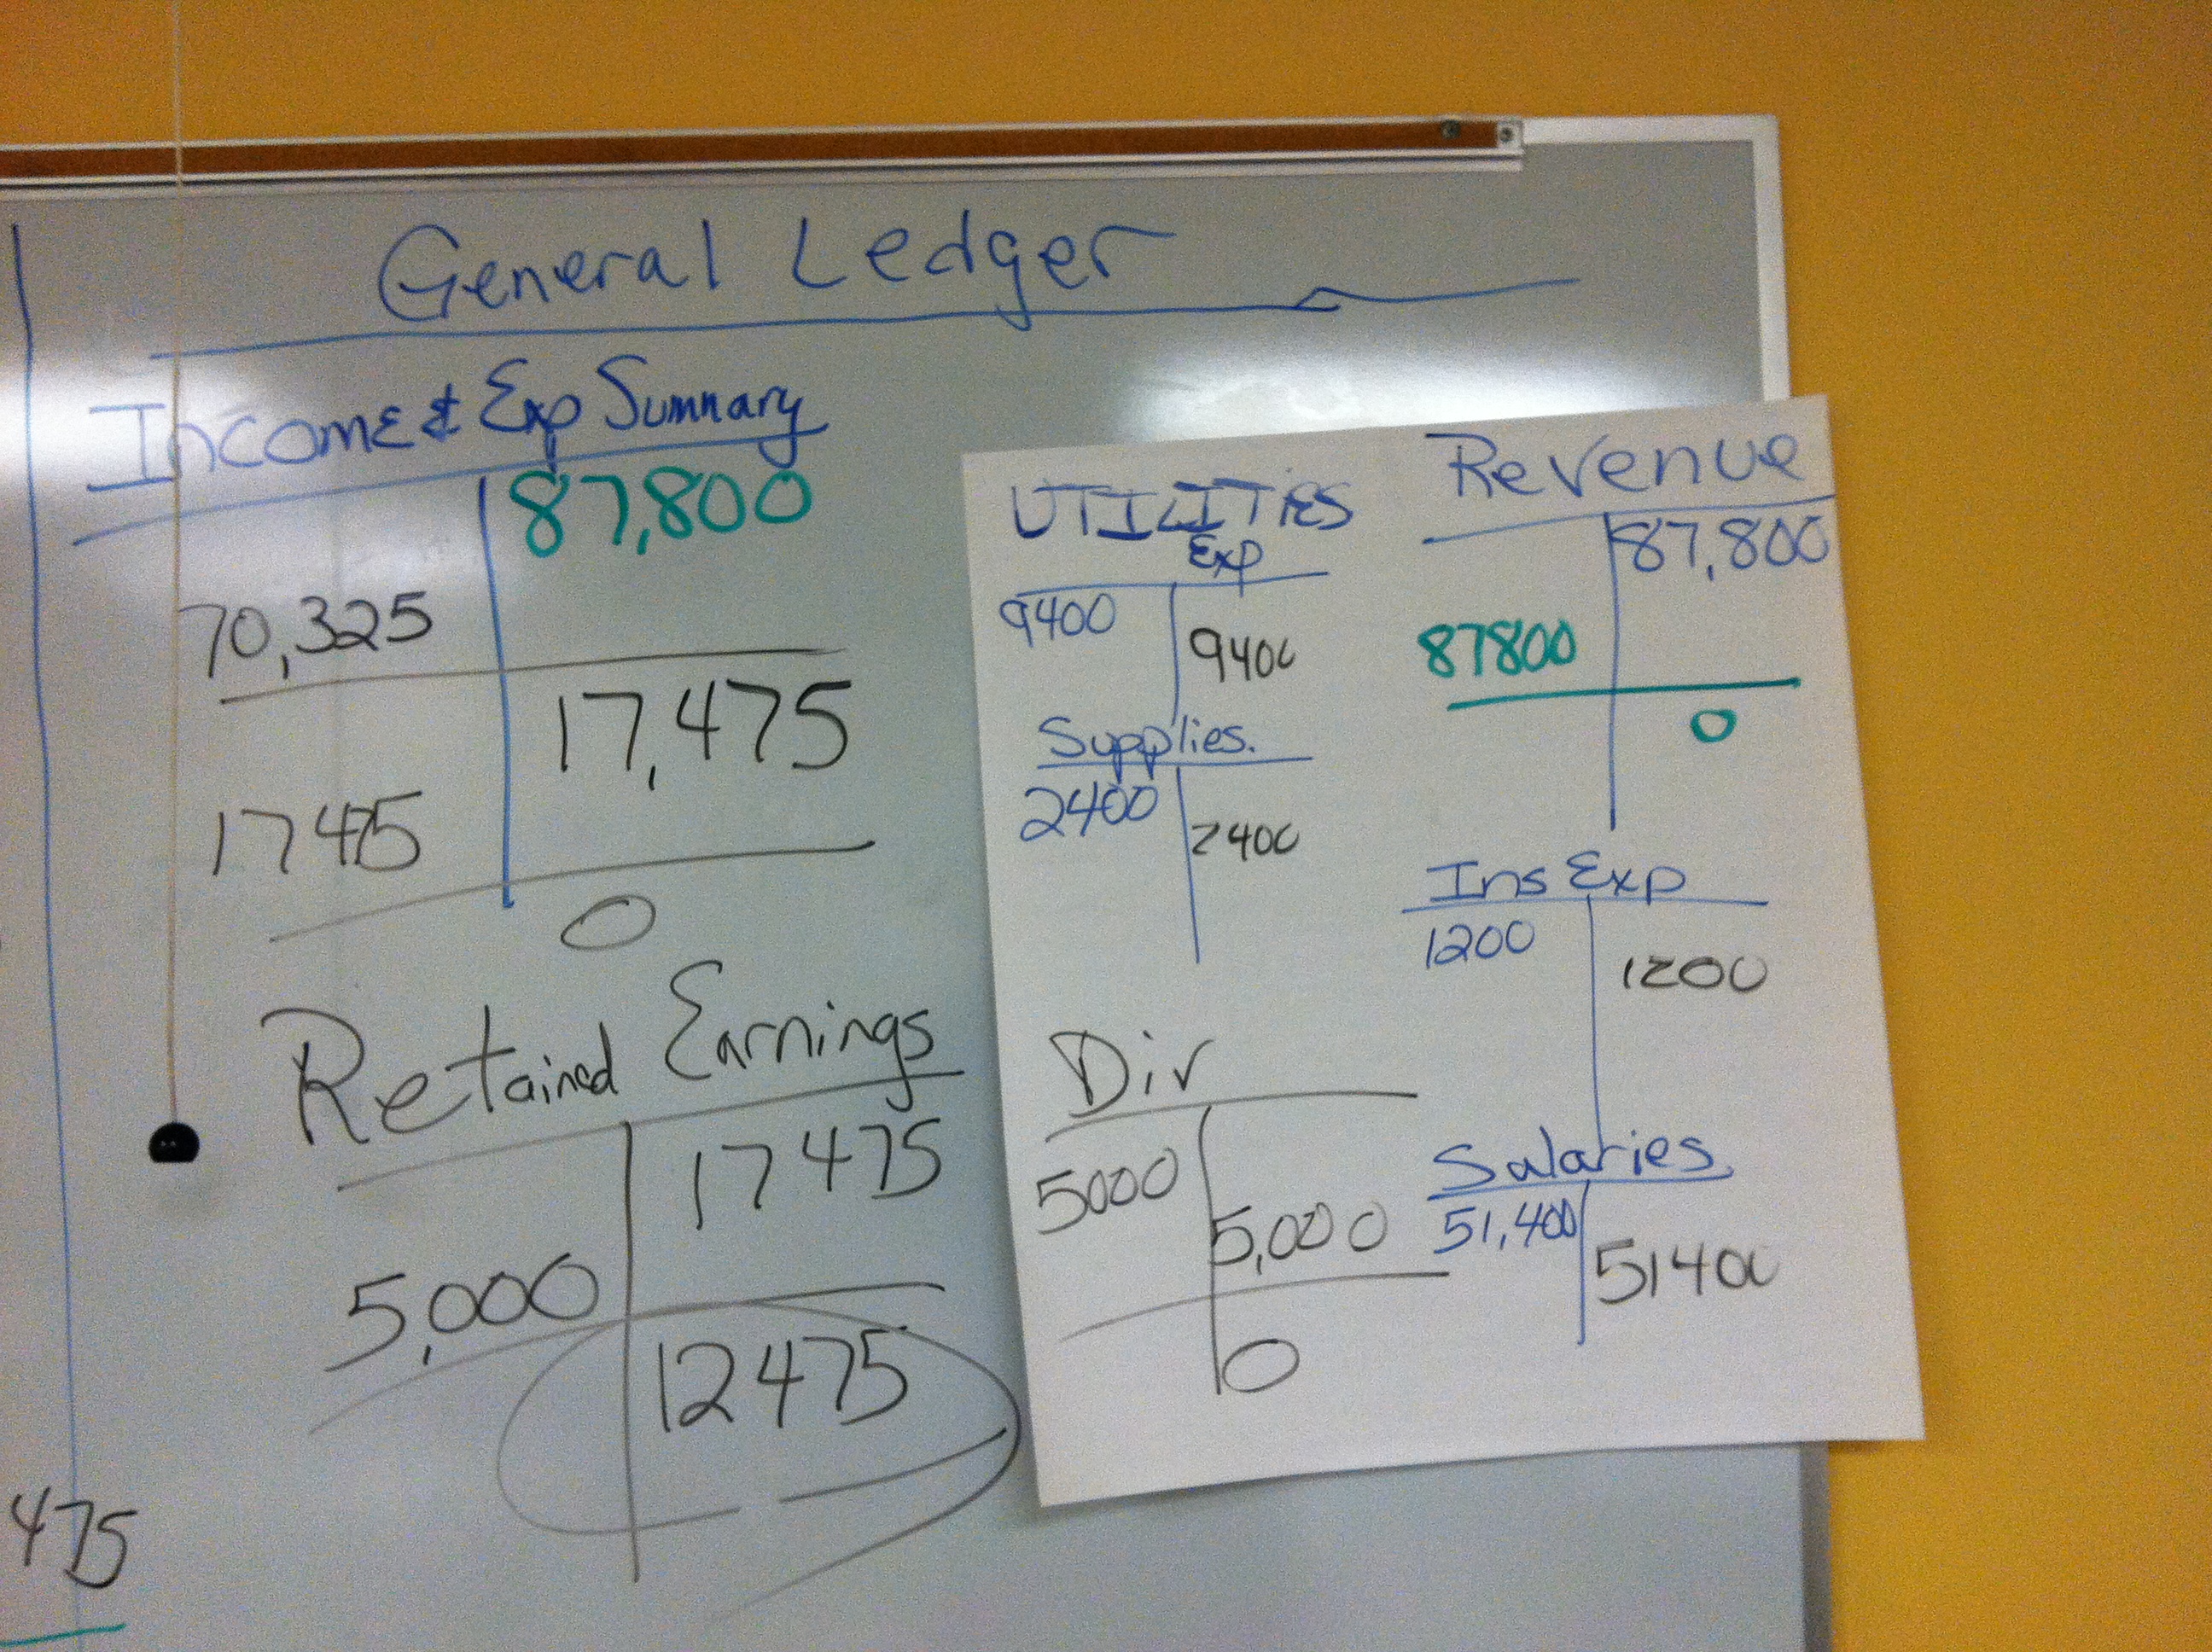 General Ledger
Income & Exp Summary
87,800
70,325
17,475
17475
0
Retained Earnings
17475
5,000
12475
475
UTILITIES
Exp
9400
9400
Supplies.
2400
2400
Div
5000
5,000
0
Revenue
87,800
87800
0
Ins Exp
1200
1200
Salaries
51,400
51400